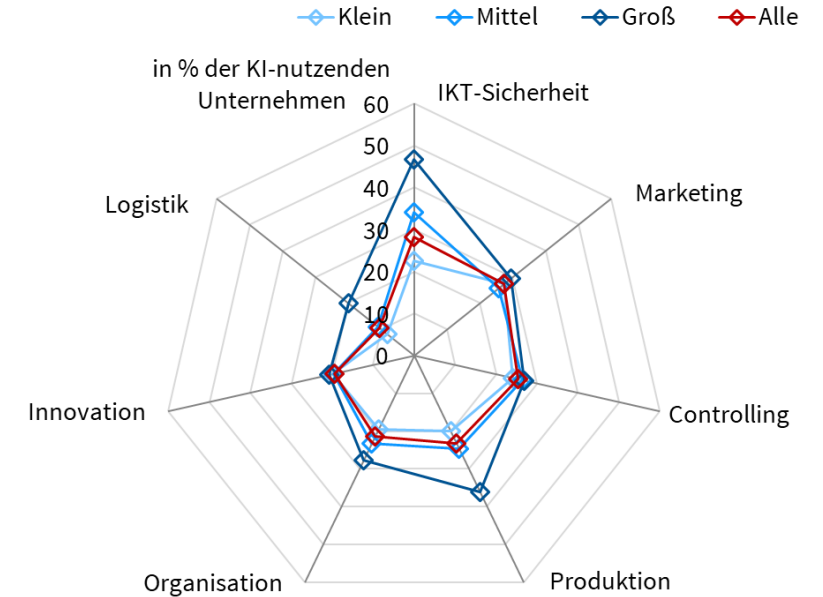 Klein Mittel Groß Alle
in % der KI-nutzenden
Unternehmen
60
IKT-Sicherheit
50
40
30
20
10
0
Marketing
Controlling
Produktion
Organisation
Innovation
Logistik